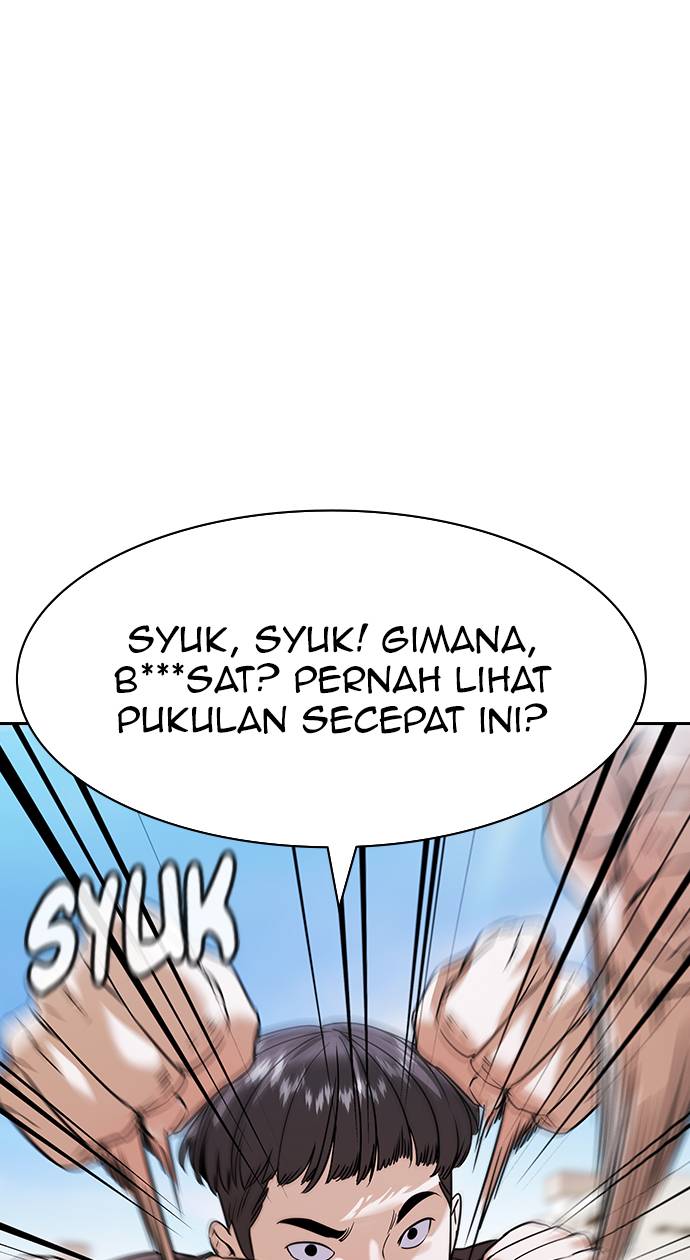 SYUK, SYUK! GIMANA,
B***SAT? PERNAH LIHAT
PUKULAN SECEPAT INI?
SYUK